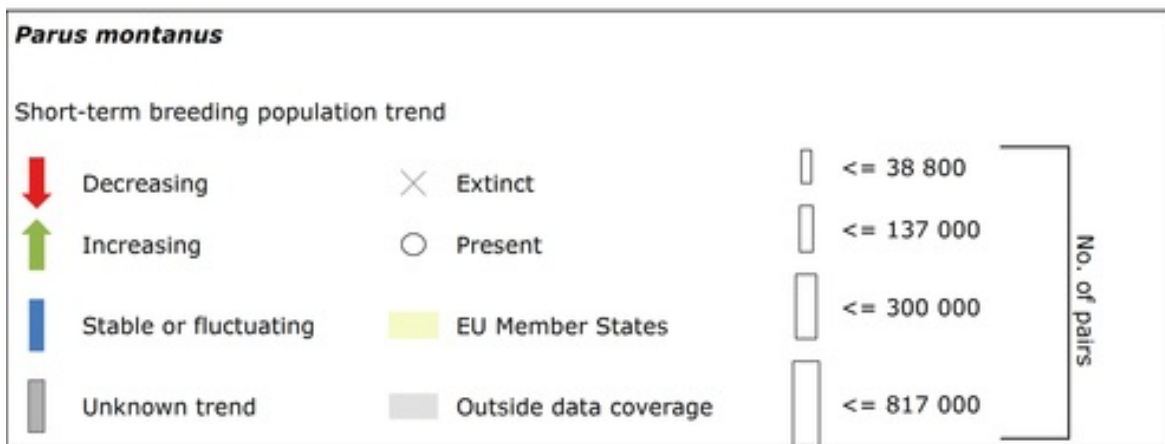 Parus montanus
Short-term breeding population trend
Decreasing
Extinct
<= 38 800
Increasing
Present
<= 137 000
Stable or fluctuating
EU Member States
<= 300 000
Unknown trend
Outside data coverage
<= 817 000
No. of pairs